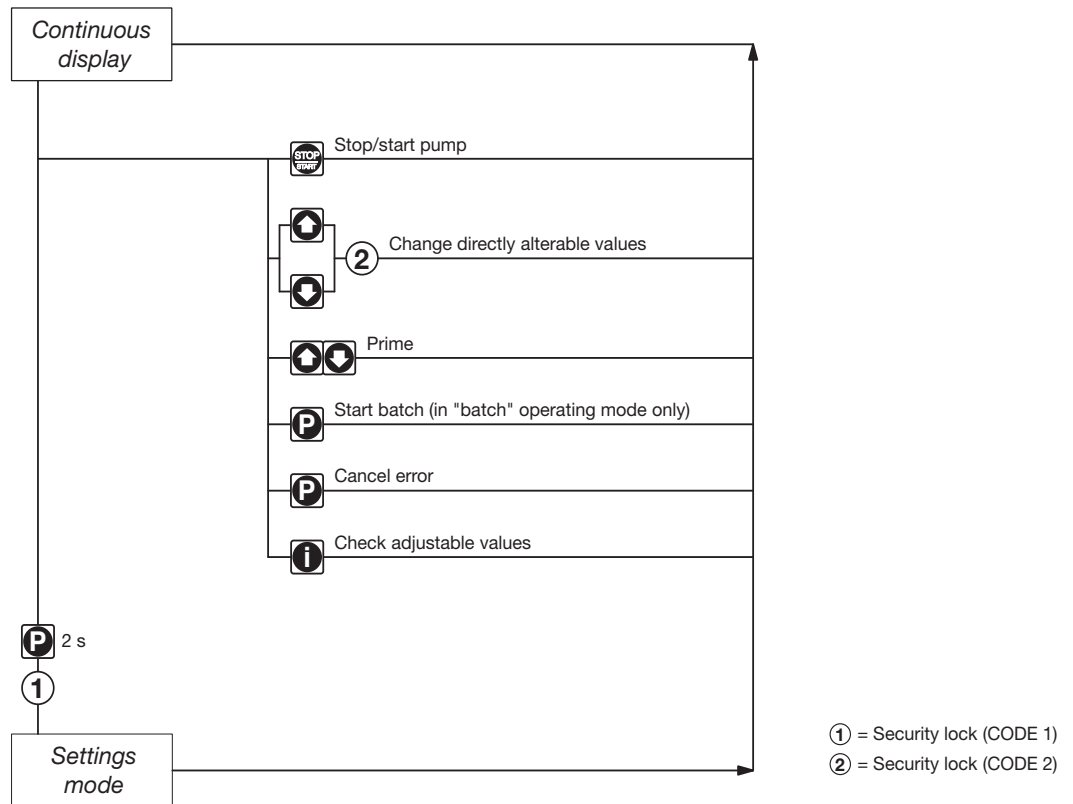 Continuous
display
STOP
START
Stop/start pump
2
Change directly alterable values
Prime
P
Start batch (in "batch" operating mode only)
P
Cancel error
i
Check adjustable values
P
2 s
1
Settings
mode
1 = Security lock (CODE 1)
2 = Security lock (CODE 2)